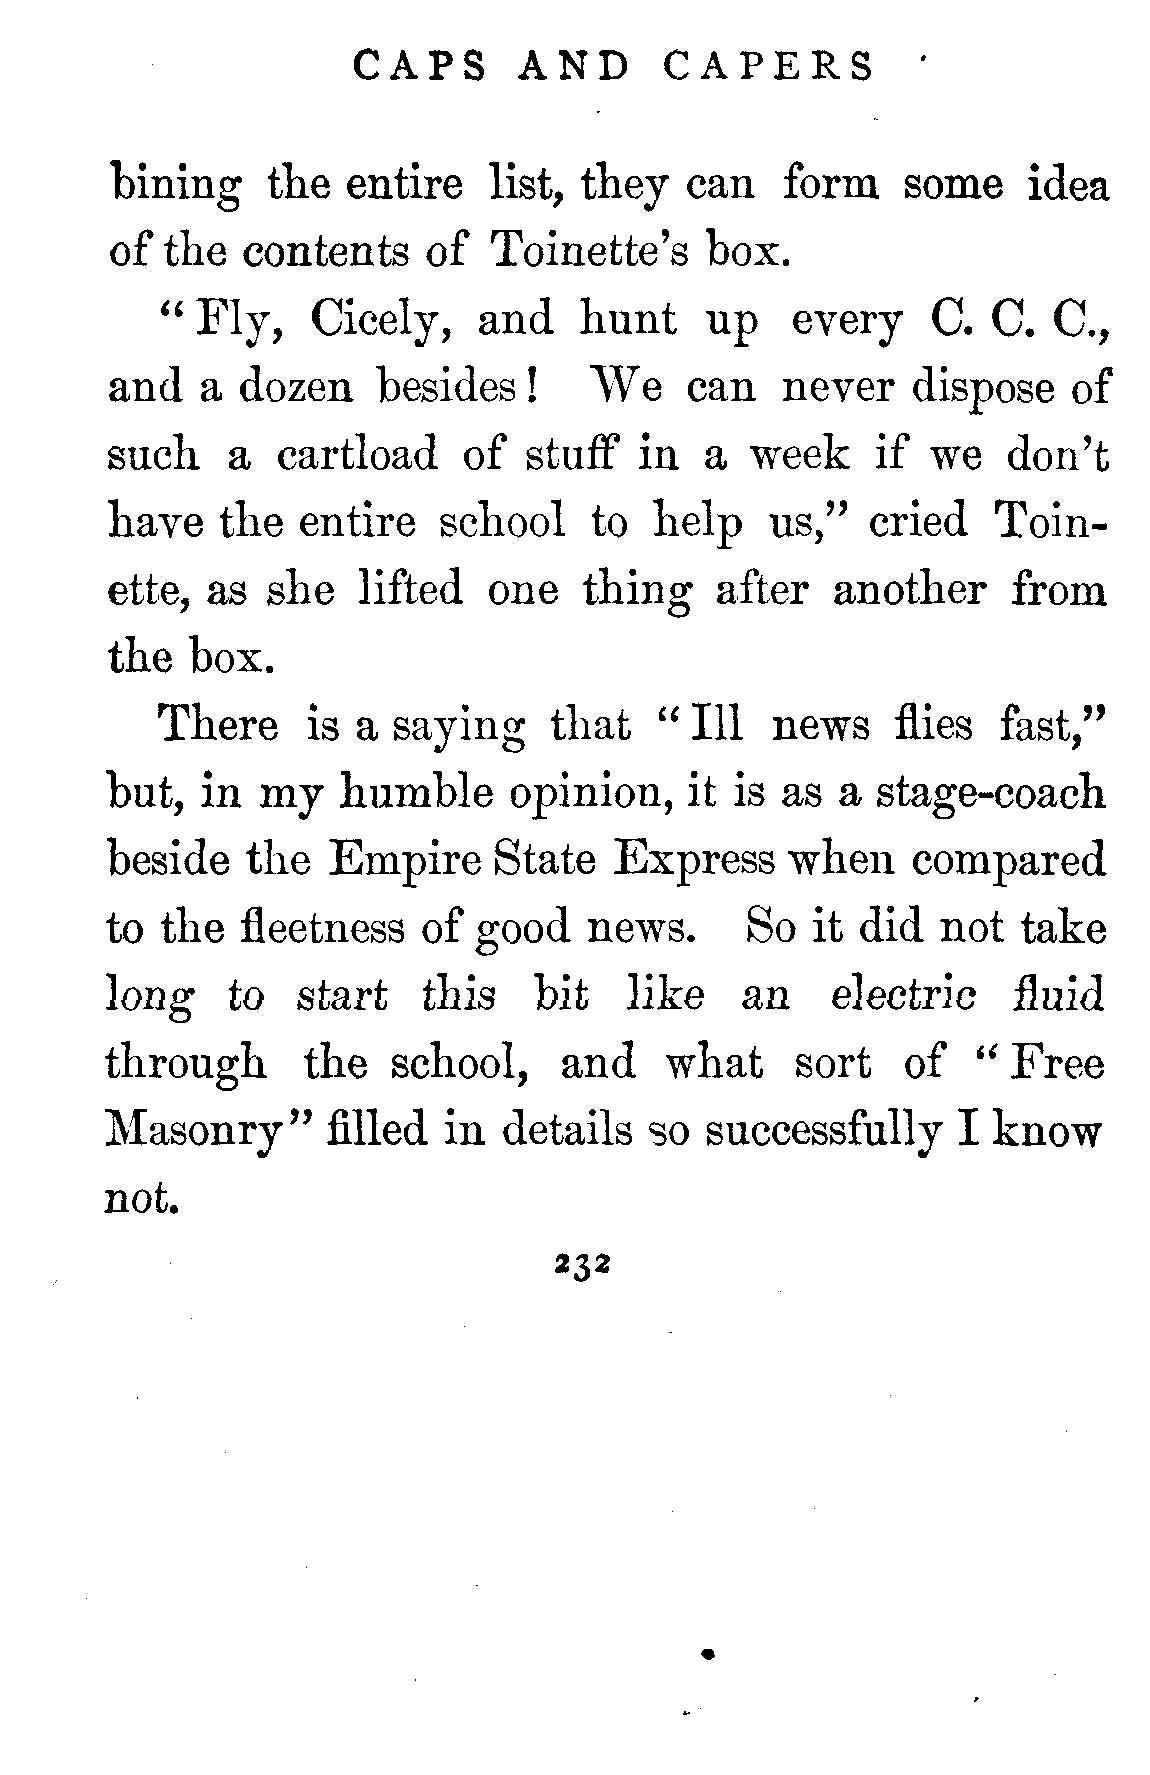 CAPS AND CAPERS
bining the entire list, they can form some idea
of the contents of Toinette's box.
"Fly, Cicely, and hunt up every C. C. C.,
and a dozen besides! We can never dispose of
such a cartload of stuff in a week if we don't
have the entire school to help us," cried Toin-
ette, as she lifted one thing after another from
the box.
There is a saying that "Ill news flies fast,"
but, in my humble opinion, it is as a stage-coach
beside the Empire State Express when compared
to the fleetness of good news. So it did not take
long to start this bit like an electric fluid
through the school, and what sort of "Free
Masonry" filled in details so successfully I know
not.
232